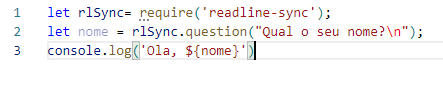 1 let rlSync= require('readline-sync');
2 let nome = rlSync.question("Qual o seu nome?\n");
3 console.log('Ola, ${nome}')